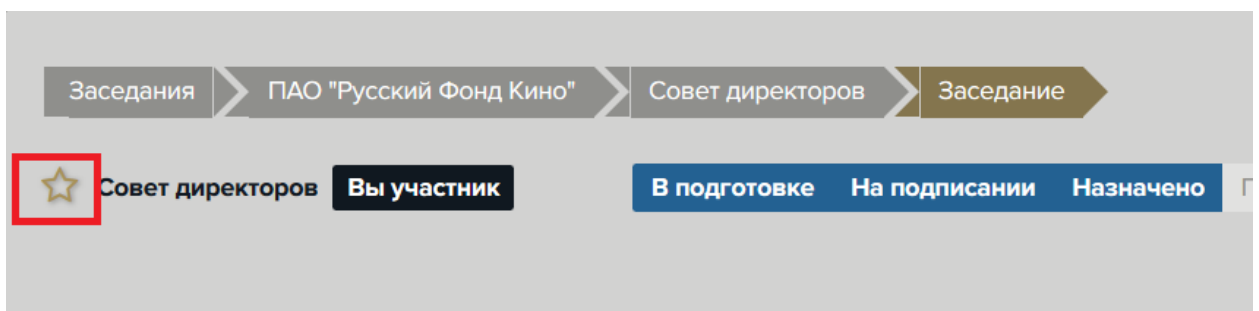 Заседания ПАО "Русский Фонд Кино" Совет директоров Заседание
Совет директоров Вы участник В подготовке На подписании Назначено